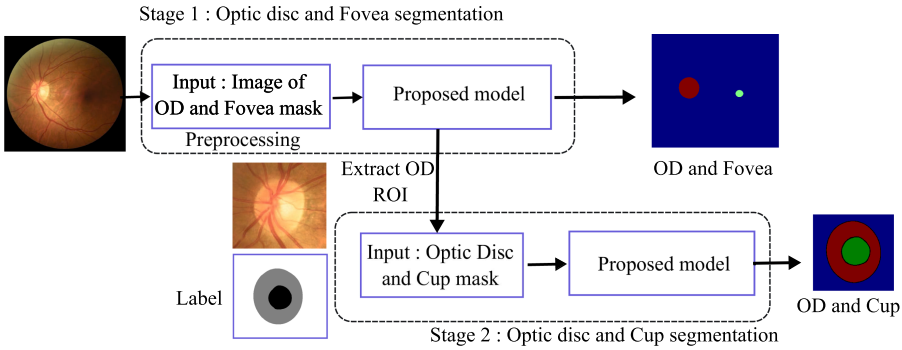 Stage 1 : Optic disc and Fovea segmentation
Input : Image of
OD and Fovea mask
Preprocessing
Proposed model
OD and Fovea
Extract OD
ROI
Label
Input : Optic Disc
and Cup mask
Proposed model
OD and Cup
Stage 2 : Optic disc and Cup segmentation